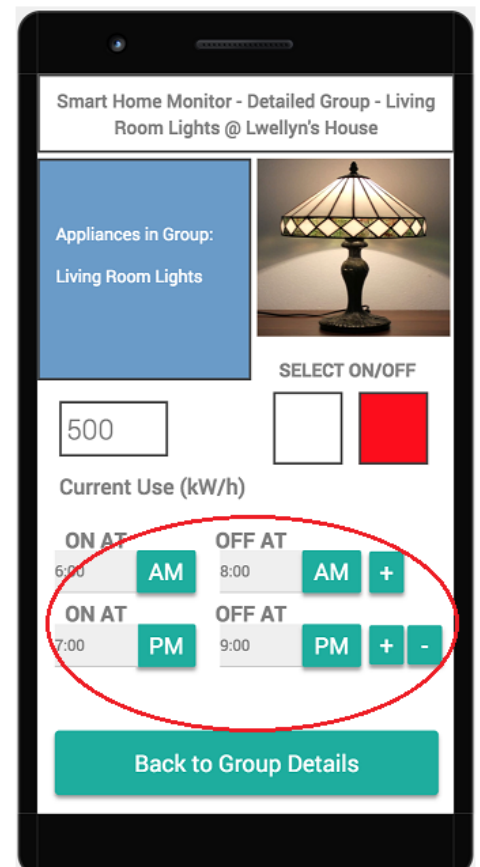 Smart Home Monitor - Detailed Group - Living
Room Lights @ Lwellyn's House
Appliances in Group:
Living Room Lights
SELECT ON/OFF
500
Current Use (kW/h)
ON AT OFF AT
6:00 AM 8:00 AM +
ON AT OFF AT
7:00 PM 9:00 PM + -
Back to Group Details